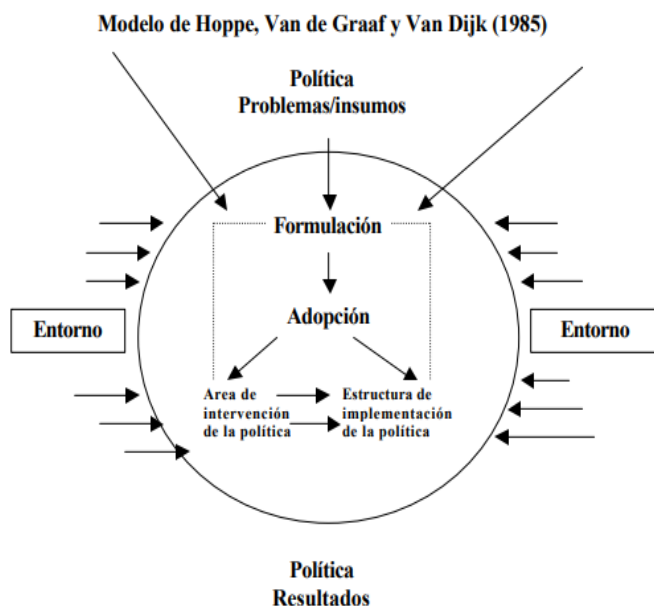 Modelo de Hoppe, Van de Graaf y Van Dijk (1985)
Política
Problemas/insumos
Formulación
Adopción
Entorno
Entorno
Area de
intervención
de la política
Estructura de
implementación
de la política
Política
Resultados